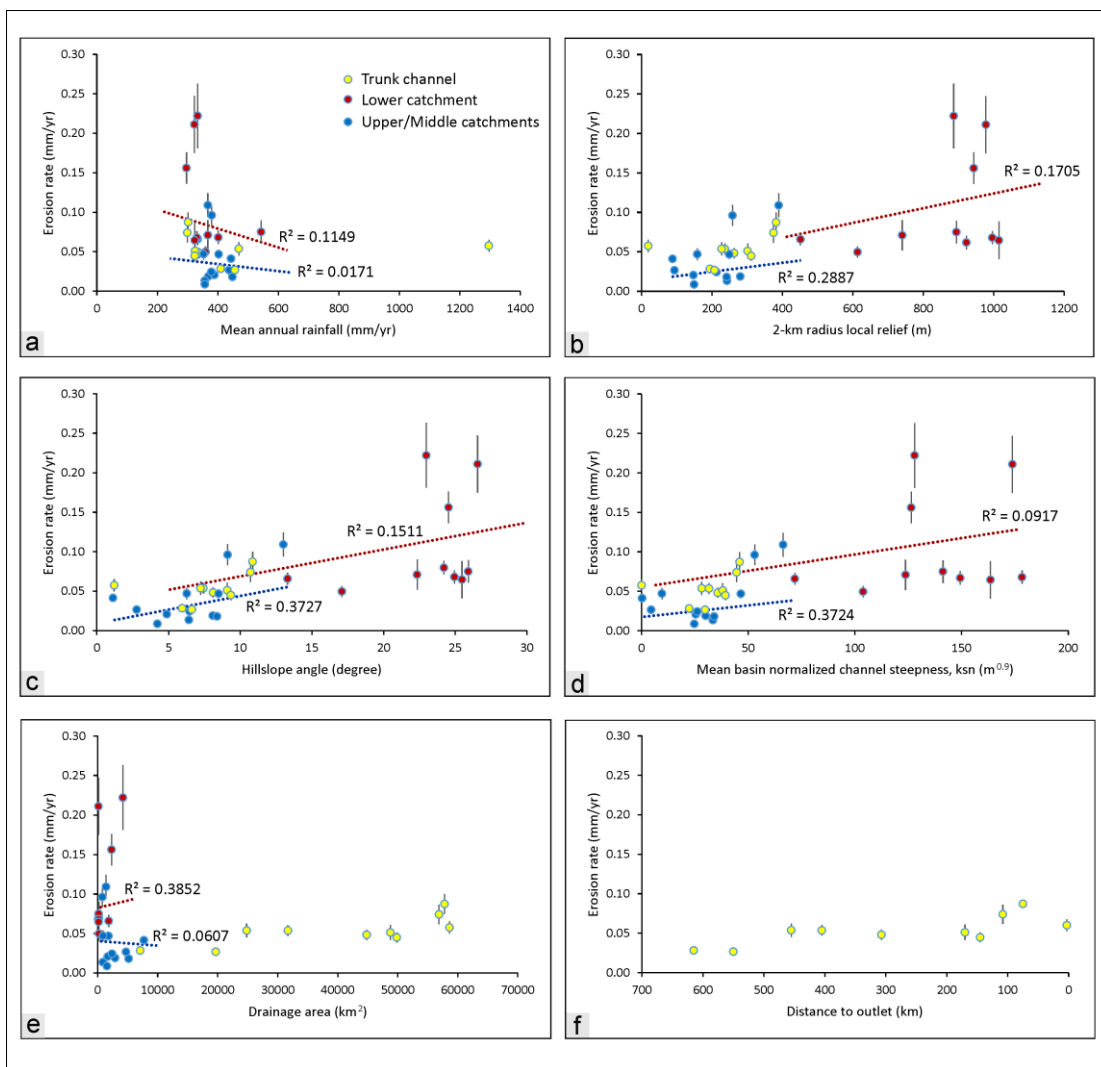 0.30
0.25
0.20
0.15
0.10
0.05
0.00
Erosion rate (mm/yr)
Trunk channel
Lower catchment
Upper/Middle catchments
R² = 0.1149
R² = 0.0171
0 200 400 600 800 1000 1200 1400
Mean annual rainfall (mm/yr)
a
0.30
0.25
0.20
0.15
0.10
0.05
0.00
Erosion rate (mm/yr)
R² = 0.1705
R² = 0.2887
0 200 400 600 800 1000 1200
2-km radius local relief (m)
b
0.30
0.25
0.20
0.15
0.10
0.05
0.00
Erosion rate (mm/yr)
R² = 0.1511
R² = 0.3727
0 5 10 15 20 25 30
Hillslope angle (degree)
c
0.30
0.25
0.20
0.15
0.10
0.05
0.00
Erosion rate (mm/yr)
R² = 0.0917
R² = 0.3724
0 50 100 150 200
Mean basin normalized channel steepness, ksn (m⁰·⁹)
d
0.30
0.25
0.20
0.15
0.10
0.05
0.00
Erosion rate (mm/yr)
R² = 0.3852
R² = 0.0607
0 10000 20000 30000 40000 50000 60000 70000
Drainage area (km²)
e
0.30
0.25
0.20
0.15
0.10
0.05
0.00
Erosion rate (mm/yr)
700 600 500 400 300 200 100 0
Distance to outlet (km)
f